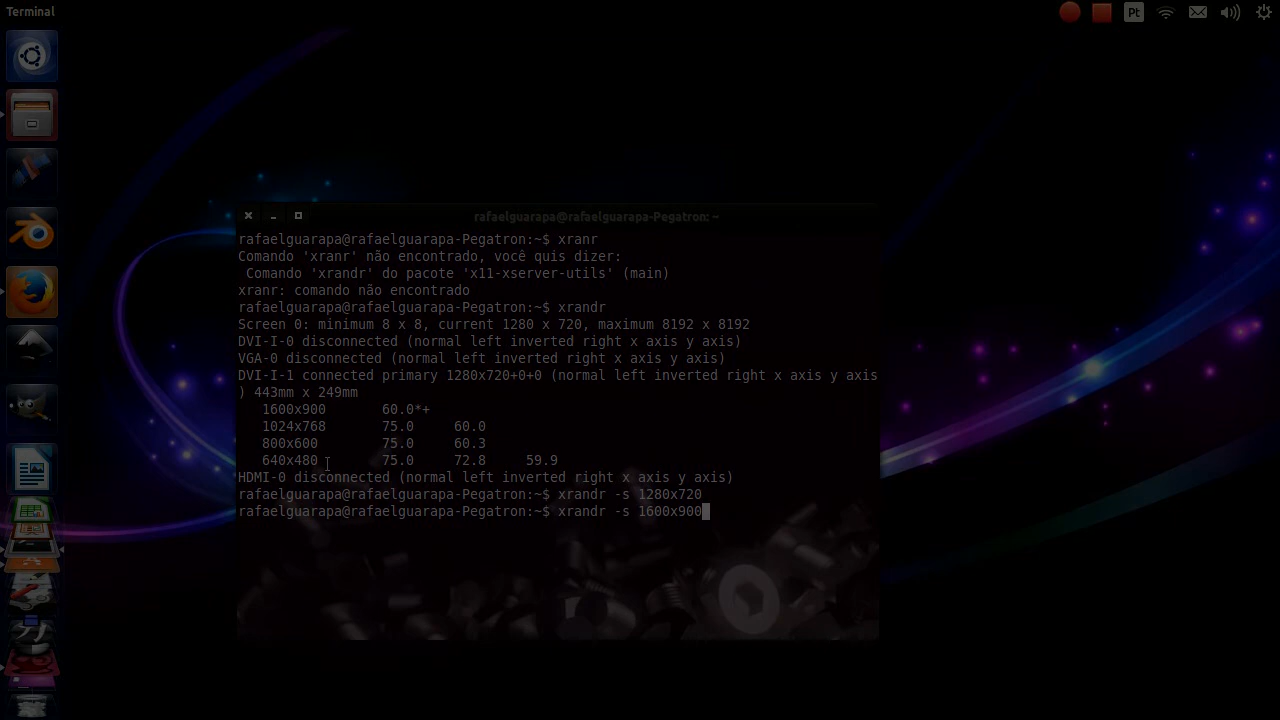 Terminal
Pt
rafaelguarapa@rafaelguarapa-Pegatron: ~
rafaelguarapa@rafaelguarapa-Pegatron:~$ xranr
Comando 'xranr' não encontrado, você quis dizer:
 Comando 'xrandr' do pacote 'x11-xserver-utils' (main)
xranr: comando não encontrado
rafaelguarapa@rafaelguarapa-Pegatron:~$ xrandr
Screen 0: minimum 8 x 8, current 1280 x 720, maximum 8192 x 8192
DVI-I-0 disconnected (normal left inverted right x axis y axis)
VGA-0 disconnected (normal left inverted right x axis y axis)
DVI-I-1 connected primary 1280x720+0+0 (normal left inverted right x axis y axis
) 443mm x 249mm
   1600x900       60.0*+
   1024x768       75.0     60.0
   800x600        75.0     60.3
   640x480        75.0     72.8     59.9
HDMI-0 disconnected (normal left inverted right x axis y axis)
rafaelguarapa@rafaelguarapa-Pegatron:~$ xrandr -s 1280x720
rafaelguarapa@rafaelguarapa-Pegatron:~$ xrandr -s 1600x900